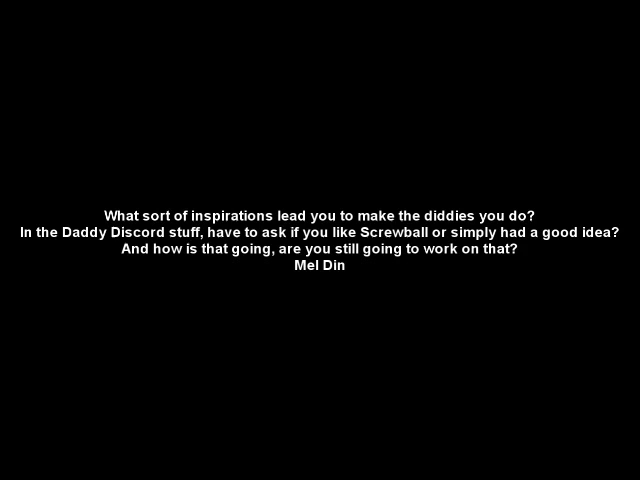 What sort of inspirations lead you to make the diddies you do?
In the Daddy Discord stuff, have to ask if you like Screwball or simply had a good idea?
And how is that going, are you still going to work on that?
Mel Din